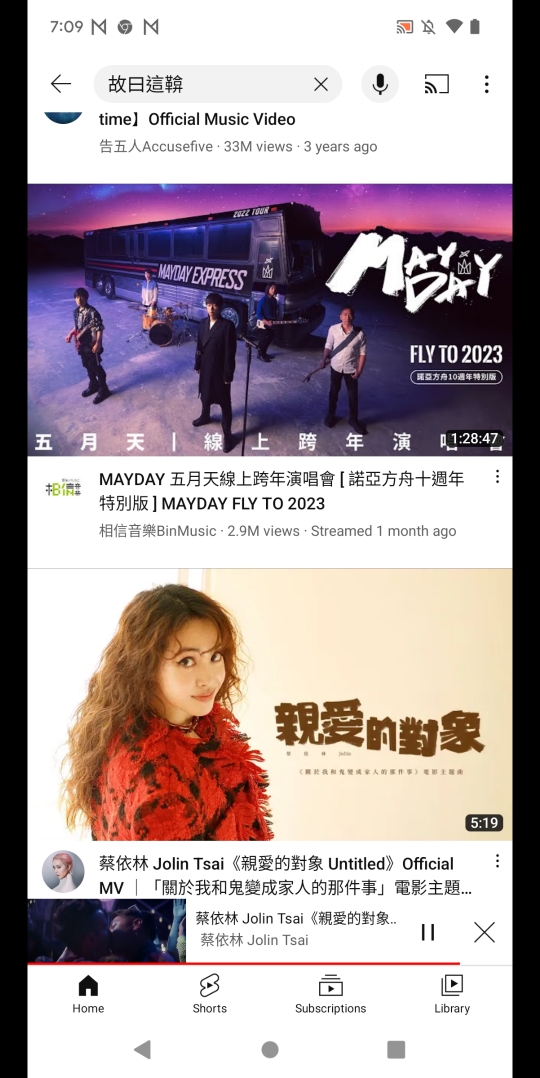 7:09
故曰這鞥
time】Official Music Video
告五人Accusefive · 33M views · 3 years ago
2022 TOUR
MAYDAY EXPRESS
MAYDAY
FLY TO 2023
諾亞方舟10週年特別版
五月天 | 線上跨年演唱會
1:28:47
MAYDAY 五月天線上跨年演唱會 [ 諾亞方舟十週年
特別版 ] MAYDAY FLY TO 2023
相信音樂BinMusic · 2.9M views · Streamed 1 month ago
親愛的對象
蔡依林 Jolin
《關於我和鬼變成家人的那件事》電影主題曲
5:19
蔡依林 Jolin Tsai《親愛的對象 Untitled》Official
MV ｜「關於我和鬼變成家人的那件事」電影主題...
蔡依林 Jolin Tsai《親愛的對象..
蔡依林 Jolin Tsai
Home
Shorts
Subscriptions
Library